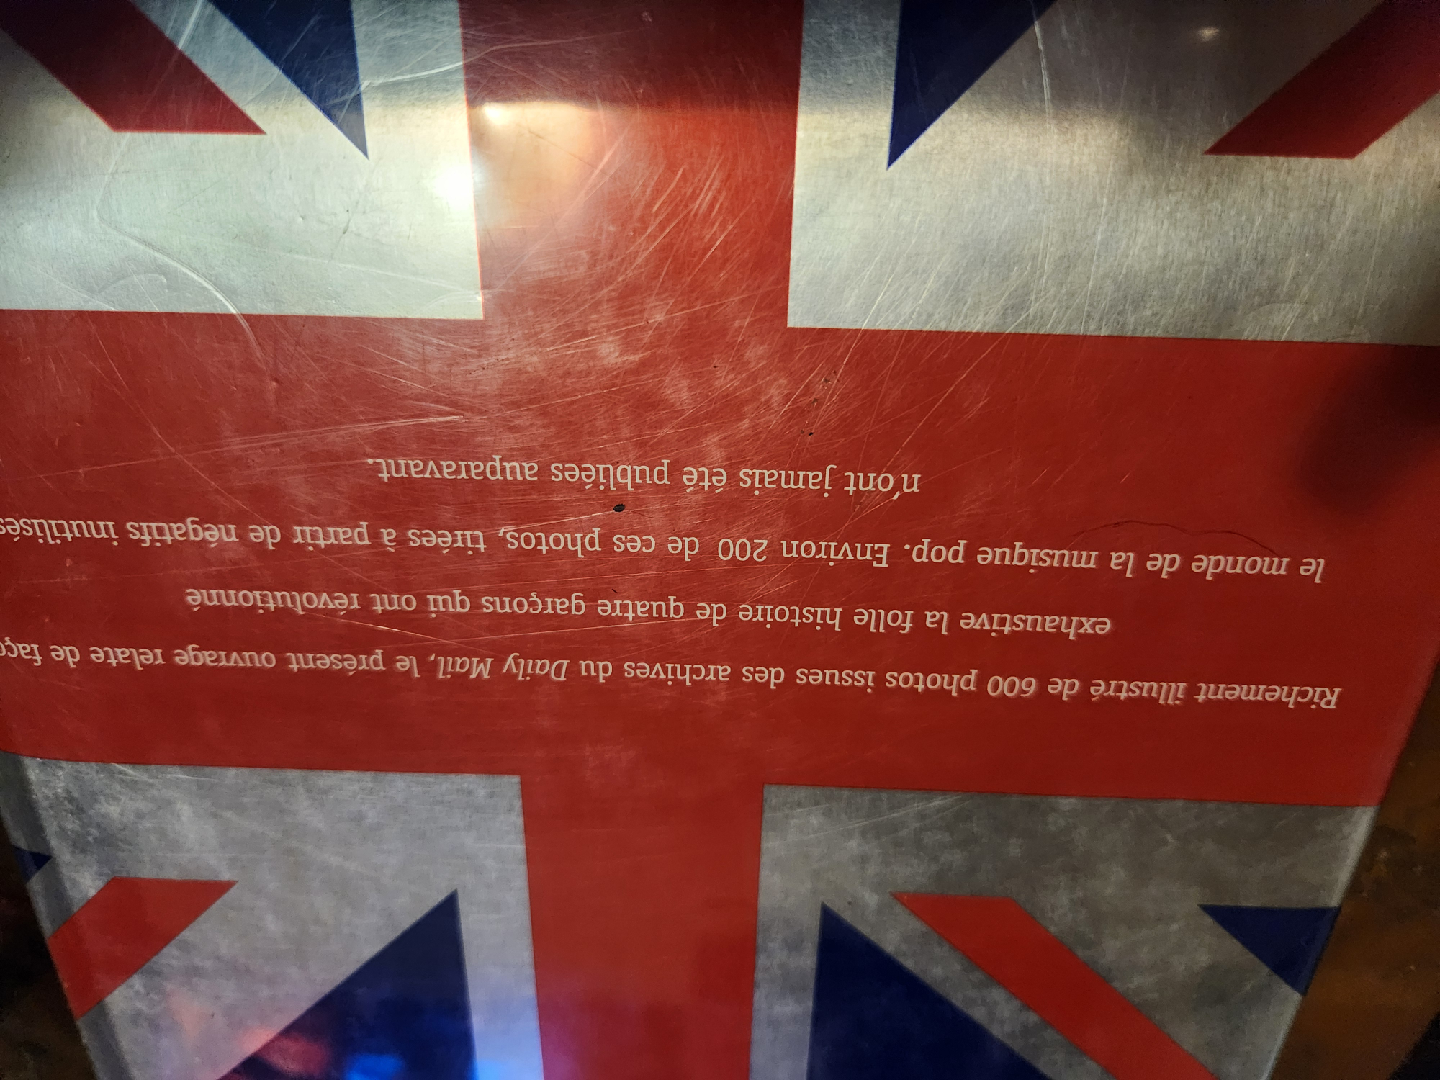 Richement illustré de 600 photos issues des archives du Daily Mail, le présent ouvrage relate de
exhaustive la folle histoire de quatre garçons qui ont révolutionné
le monde de la musique pop. Environ 200 de ces photos, tirées à partir de négatifs inutilisés
n'ont jamais été publiées auparavant.